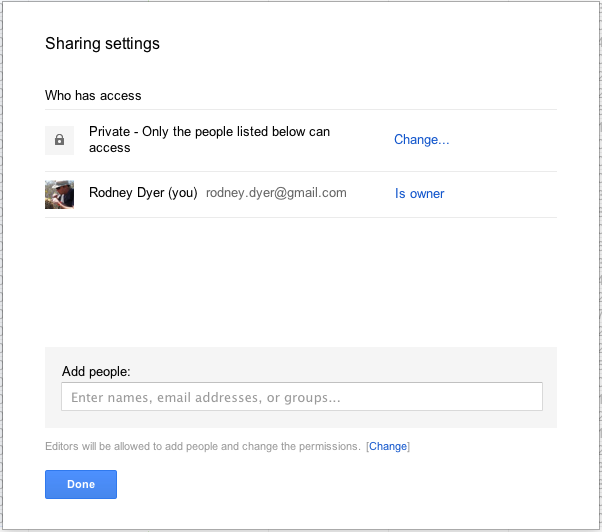 Sharing settings
Who has access
Private - Only the people listed below can
access
Change...
Rodney Dyer (you) rodney.dyer@gmail.com Is owner
Add people:
Enter names, email addresses, or groups...
Editors will be allowed to add people and change the permissions. [Change]
Done